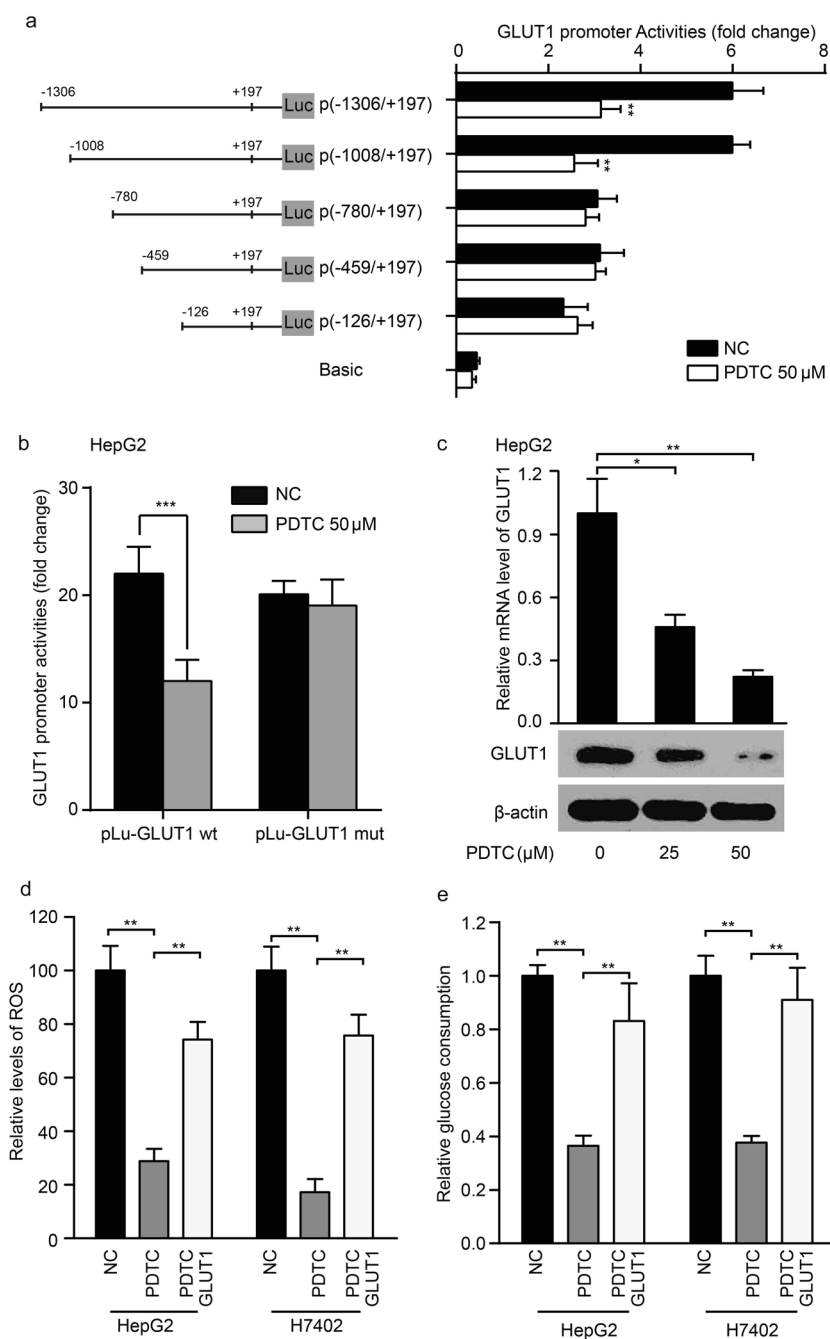 a
GLUT1 promoter Activities (fold change)
0 2 4 6 8
-1306 +197 Luc p(-1306/+197)
**
-1008 +197 Luc p(-1008/+197)
**
-780 +197 Luc p(-780/+197)
-459 +197 Luc p(-459/+197)
-126 +197 Luc p(-126/+197)
Basic
NC
PDTC 50 µM
b HepG2
GLUT1 promoter activities (fold change)
30
20
10
0
***
NC
PDTC 50 µM
pLu-GLUT1 wt pLu-GLUT1 mut
c HepG2
Relative mRNA level of GLUT1
1.2
0.9
0.6
0.3
0.0
**
*
GLUT1
β-actin
PDTC (µM) 0 25 50
d
Relative levels of ROS
120
100
80
60
40
20
0
** ** ** **
NC
PDTC
PDTC
GLUT1
NC
PDTC
PDTC
GLUT1
HepG2 H7402
e
Relative glucose consumption
1.2
1.0
0.8
0.6
0.4
0.2
0.0
** ** ** **
NC
PDTC
PDTC
GLUT1
NC
PDTC
PDTC
GLUT1
HepG2 H7402